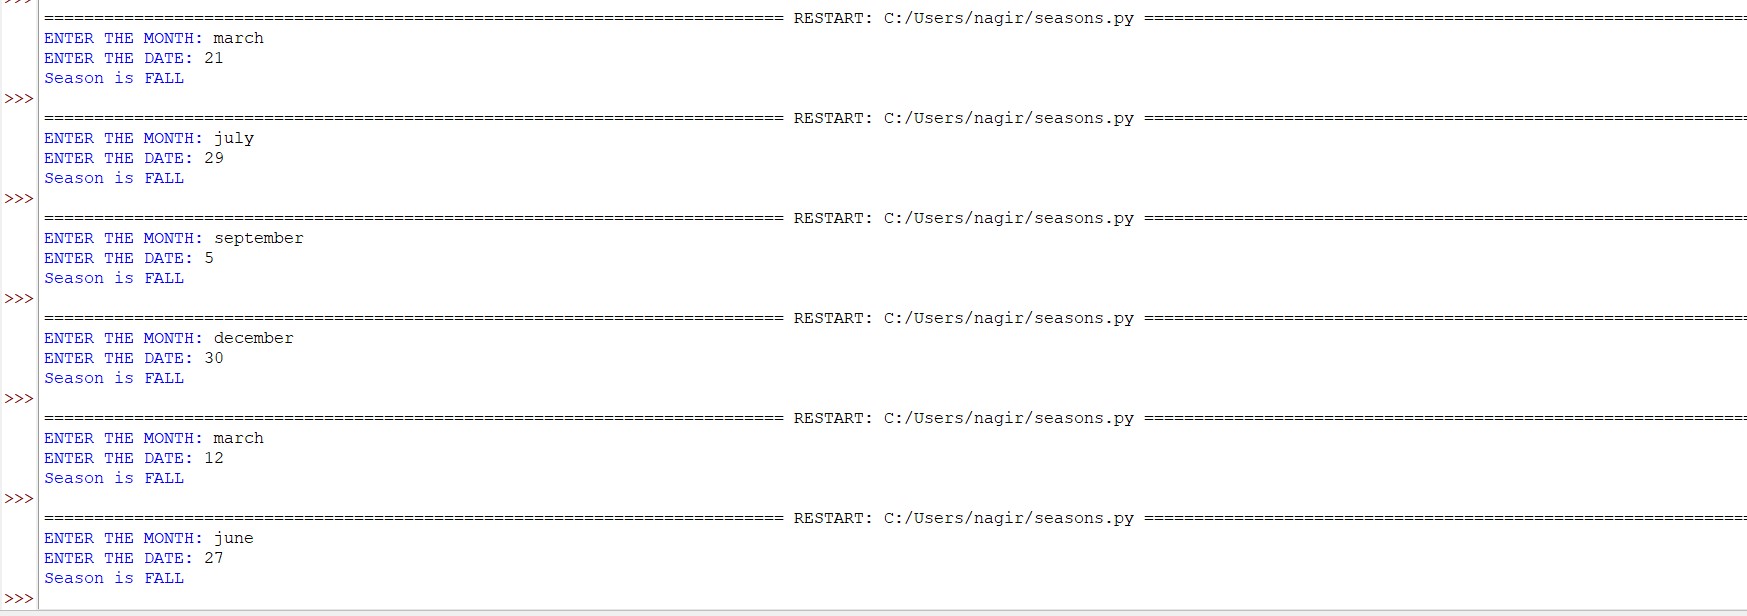 >>>
========================================================================== RESTART: C:/Users/nagir/seasons.py =============================================================
ENTER THE MONTH: march
ENTER THE DATE: 21
Season is FALL
>>>
========================================================================== RESTART: C:/Users/nagir/seasons.py =============================================================
ENTER THE MONTH: july
ENTER THE DATE: 29
Season is FALL
>>>
========================================================================== RESTART: C:/Users/nagir/seasons.py =============================================================
ENTER THE MONTH: september
ENTER THE DATE: 5
Season is FALL
>>>
========================================================================== RESTART: C:/Users/nagir/seasons.py =============================================================
ENTER THE MONTH: december
ENTER THE DATE: 30
Season is FALL
>>>
========================================================================== RESTART: C:/Users/nagir/seasons.py =============================================================
ENTER THE MONTH: march
ENTER THE DATE: 12
Season is FALL
>>>
========================================================================== RESTART: C:/Users/nagir/seasons.py =============================================================
ENTER THE MONTH: june
ENTER THE DATE: 27
Season is FALL
>>>